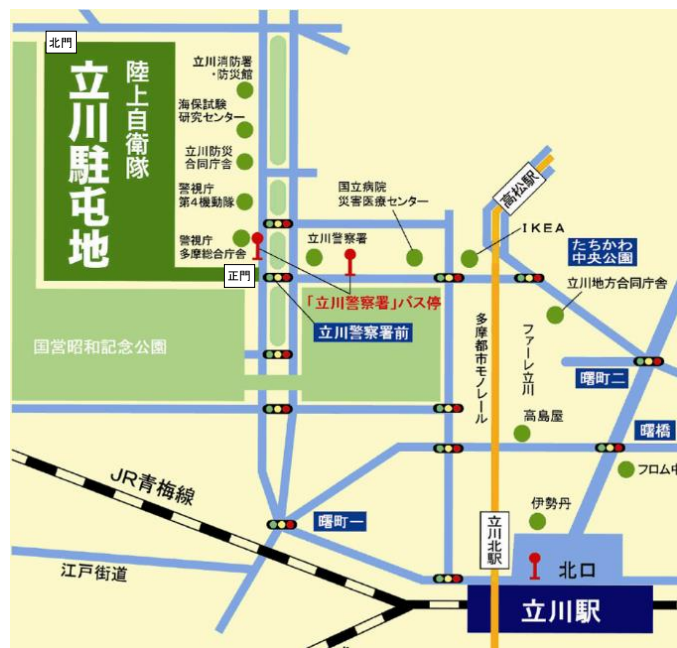 北門
陸上自衛隊
立川駐屯地
立川消防署
・防災館
海保試験
研究センター
立川防災
合同庁舎
警視庁
第4機動隊
警視庁
多摩総合庁舎
正門
立川警察署
国立病院
災害医療センター
高松駅
IKEA
たちかわ
中央公園
立川地方合同庁舎
「立川警察署」バス停
立川警察署前
国営昭和記念公園
多摩都市モノレール
ファーレ立川
曙町二
高島屋
曙橋
フロム中
JR青梅線
曙町一
伊勢丹
立川北駅
北口
江戸街道
立川駅